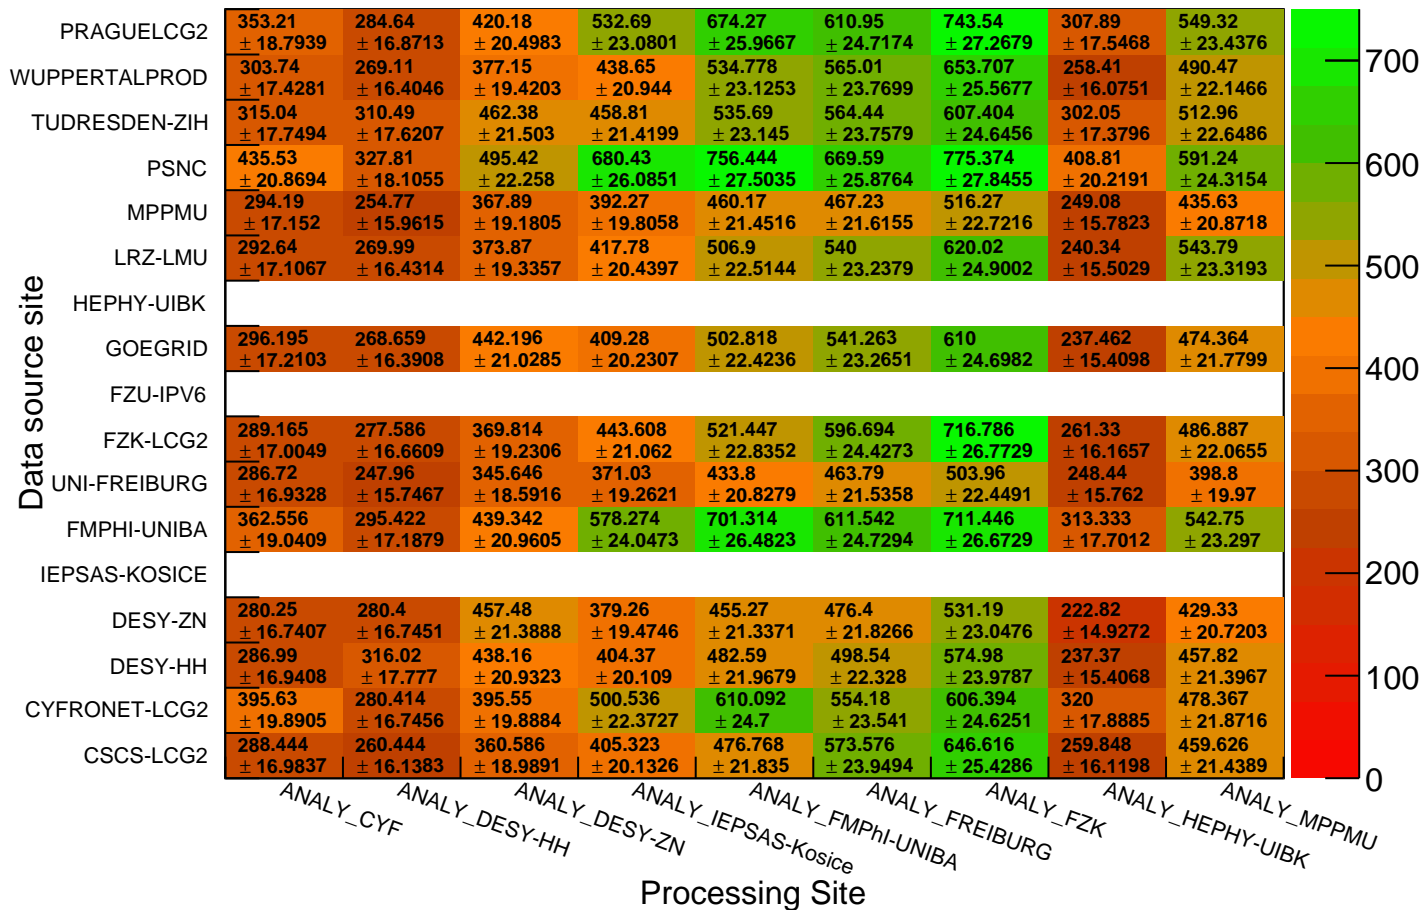 PRAGUELCG2 353.21 284.64 420.18 532.69 674.27 610.95 743.54 307.89 549.32
± 18.7939 ± 16.8713 ± 20.4983 ± 23.0801 ± 25.9667 ± 24.7174 ± 27.2679 ± 17.5468 ± 23.4376
WUPPERTALPROD 303.74 269.11 377.15 438.65 534.778 565.01 653.707 258.41 490.47
± 17.4281 ± 16.4046 ± 19.4203 ± 20.944 ± 23.1253 ± 23.7699 ± 25.5677 ± 16.0751 ± 22.1466
TUDRESDEN-ZIH 315.04 310.49 462.38 458.81 535.69 564.44 607.404 302.05 512.96
± 17.7494 ± 17.6207 ± 21.503 ± 21.4199 ± 23.145 ± 23.7579 ± 24.6456 ± 17.3796 ± 22.6486
PSNC 435.53 327.81 495.42 680.43 756.444 669.59 775.374 408.81 591.24
± 20.8694 ± 18.1055 ± 22.258 ± 26.0851 ± 27.5035 ± 25.8764 ± 27.8455 ± 20.2191 ± 24.3154
MPPMU 294.19 254.77 367.89 392.27 460.17 467.23 516.27 249.08 435.63
± 17.152 ± 15.9615 ± 19.1805 ± 19.8058 ± 21.4516 ± 21.6155 ± 22.7216 ± 15.7823 ± 20.8718
LRZ-LMU 292.64 269.99 373.87 417.78 506.9 540 620.02 240.34 543.79
± 17.1067 ± 16.4314 ± 19.3357 ± 20.4397 ± 22.5144 ± 23.2379 ± 24.9002 ± 15.5029 ± 23.3193
HEPHY-UIBK
GOEGRID 296.195 268.659 442.196 409.28 502.818 541.263 610 237.462 474.364
± 17.2103 ± 16.3908 ± 21.0285 ± 20.2307 ± 22.4236 ± 23.2651 ± 24.6982 ± 15.4098 ± 21.7799
FZU-IPV6
FZK-LCG2 289.165 277.586 369.814 443.608 521.447 596.694 716.786 261.33 486.887
± 17.0049 ± 16.6609 ± 19.2306 ± 21.062 ± 22.8352 ± 24.4273 ± 26.7729 ± 16.1657 ± 22.0655
UNI-FREIBURG 286.72 247.96 345.646 371.03 433.8 463.79 503.96 248.44 398.8
± 16.9328 ± 15.7467 ± 18.5916 ± 19.2621 ± 20.8279 ± 21.5358 ± 22.4491 ± 15.762 ± 19.97
FMPHI-UNIBA 362.556 295.422 439.342 578.274 701.314 611.542 711.446 313.333 542.75
± 19.0409 ± 17.1879 ± 20.9605 ± 24.0473 ± 26.4823 ± 24.7294 ± 26.6729 ± 17.7012 ± 23.297
IEPSAS-KOSICE
DESY-ZN 280.25 280.4 457.48 379.26 455.27 476.4 531.19 222.82 429.33
± 16.7407 ± 16.7451 ± 21.3888 ± 19.4746 ± 21.3371 ± 21.8266 ± 23.0476 ± 14.9272 ± 20.7203
DESY-HH 286.99 316.02 438.16 404.37 482.59 498.54 574.98 237.37 457.82
± 16.9408 ± 17.777 ± 20.9323 ± 20.109 ± 21.9679 ± 22.328 ± 23.9787 ± 15.4068 ± 21.3967
CYFRONET-LCG2 395.63 280.414 395.55 500.536 610.092 554.18 606.394 320 478.367
± 19.8905 ± 16.7456 ± 19.8884 ± 22.3727 ± 24.7 ± 23.541 ± 24.6251 ± 17.8885 ± 21.8716
CSCS-LCG2 288.444 260.444 360.586 405.323 476.768 573.576 646.616 259.848 459.626
± 16.9837 ± 16.1383 ± 18.9891 ± 20.1326 ± 21.835 ± 23.9494 ± 25.4286 ± 16.1198 ± 21.4389
ANALY_CYF
ANALY_DESY-HH
ANALY_DESY-ZN
ANALY_IEPSAS-Kosice
ANALY_FMPhI-UNIBA
ANALY_FREIBURG
ANALY_FZK
ANALY_HEPHY-UIBK
ANALY_MPPMU
Processing Site
Data source site
700
600
500
400
300
200
100
0